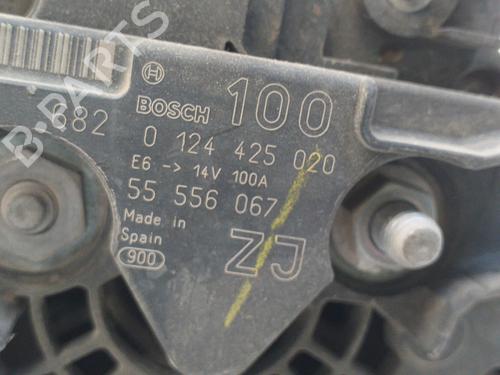 BOSCH 100
682 0 124 425 020
E6 -> 14V 100A
55 556 067
Made in
Spain
900
ZJ
B-PARTS